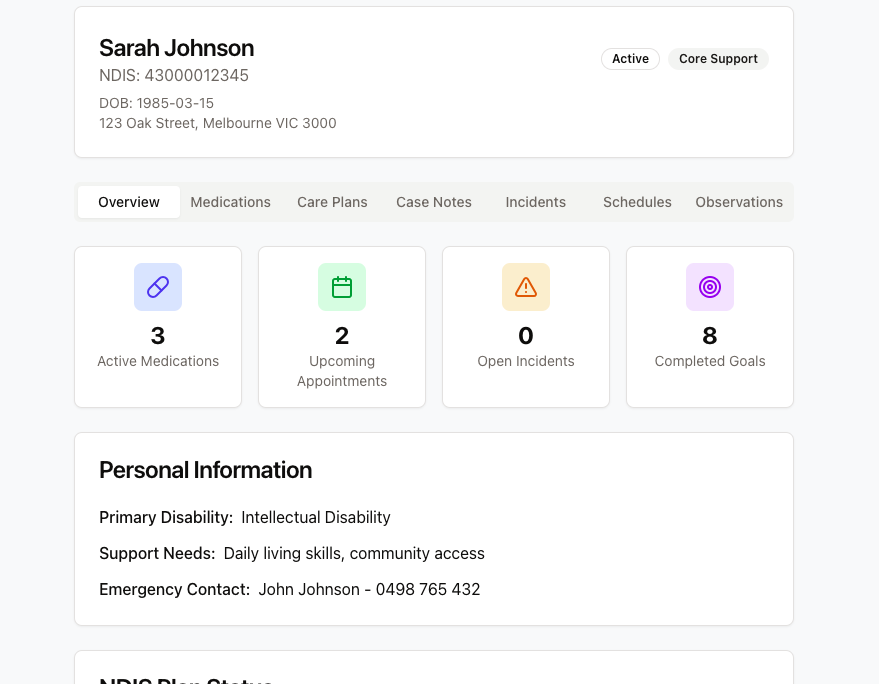 Sarah Johnson
NDIS: 43000012345
DOB: 1985-03-15
123 Oak Street, Melbourne VIC 3000
Active
Core Support
Overview
Medications
Care Plans
Case Notes
Incidents
Schedules
Observations
3
Active Medications
2
Upcoming
Appointments
0
Open Incidents
8
Completed Goals
Personal Information
Primary Disability: Intellectual Disability
Support Needs: Daily living skills, community access
Emergency Contact: John Johnson - 0498 765 432
NDIS Plan Status